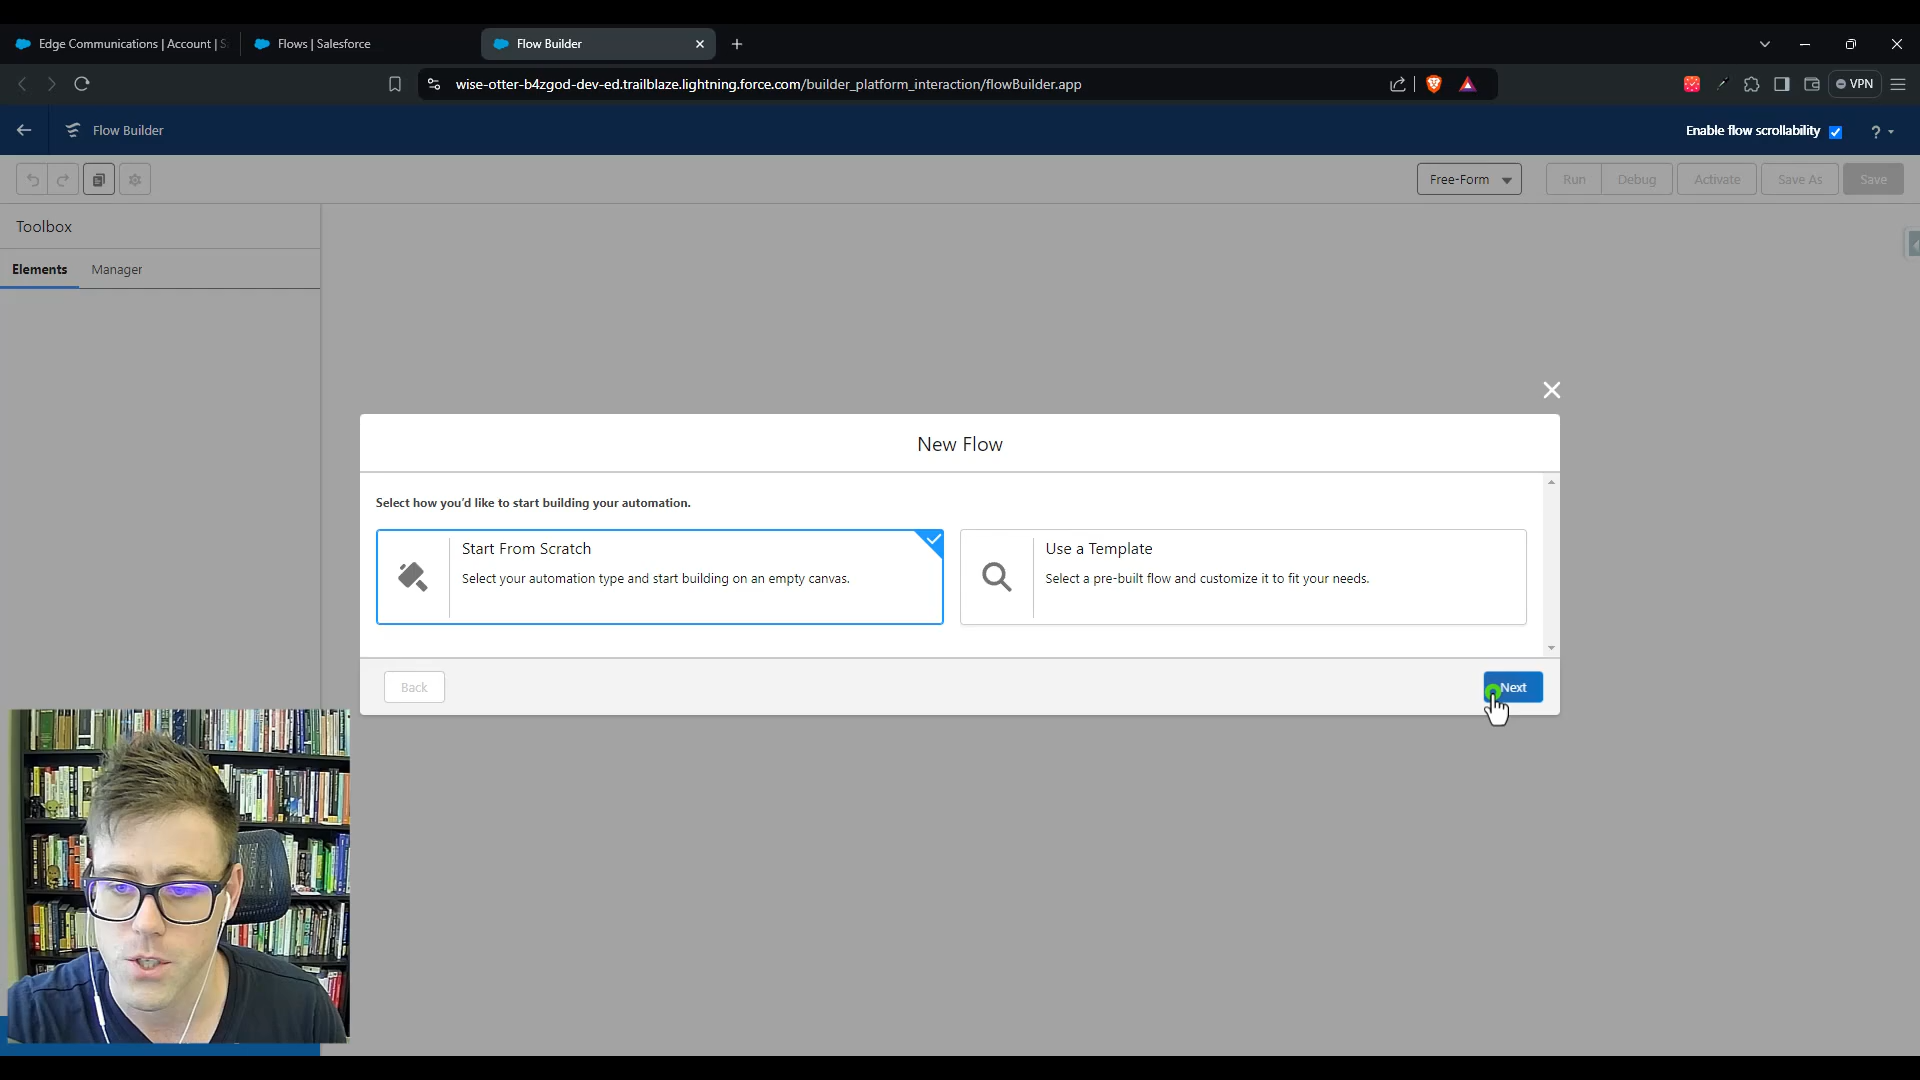 Edge Communications | Account | S
Flows | Salesforce
Flow Builder
wise-otter-b4zgod-dev-ed.trailblaze.lightning.force.com/builder_platform_interaction/flowBuilder.app
VPN
Flow Builder
Enable flow scrollability
?
Free-Form
Run
Debug
Activate
Save As
Save
Toolbox
Elements
Manager
New Flow
Select how you'd like to start building your automation.
Start From Scratch
Select your automation type and start building on an empty canvas.
Use a Template
Select a pre-built flow and customize it to fit your needs.
Back
Next